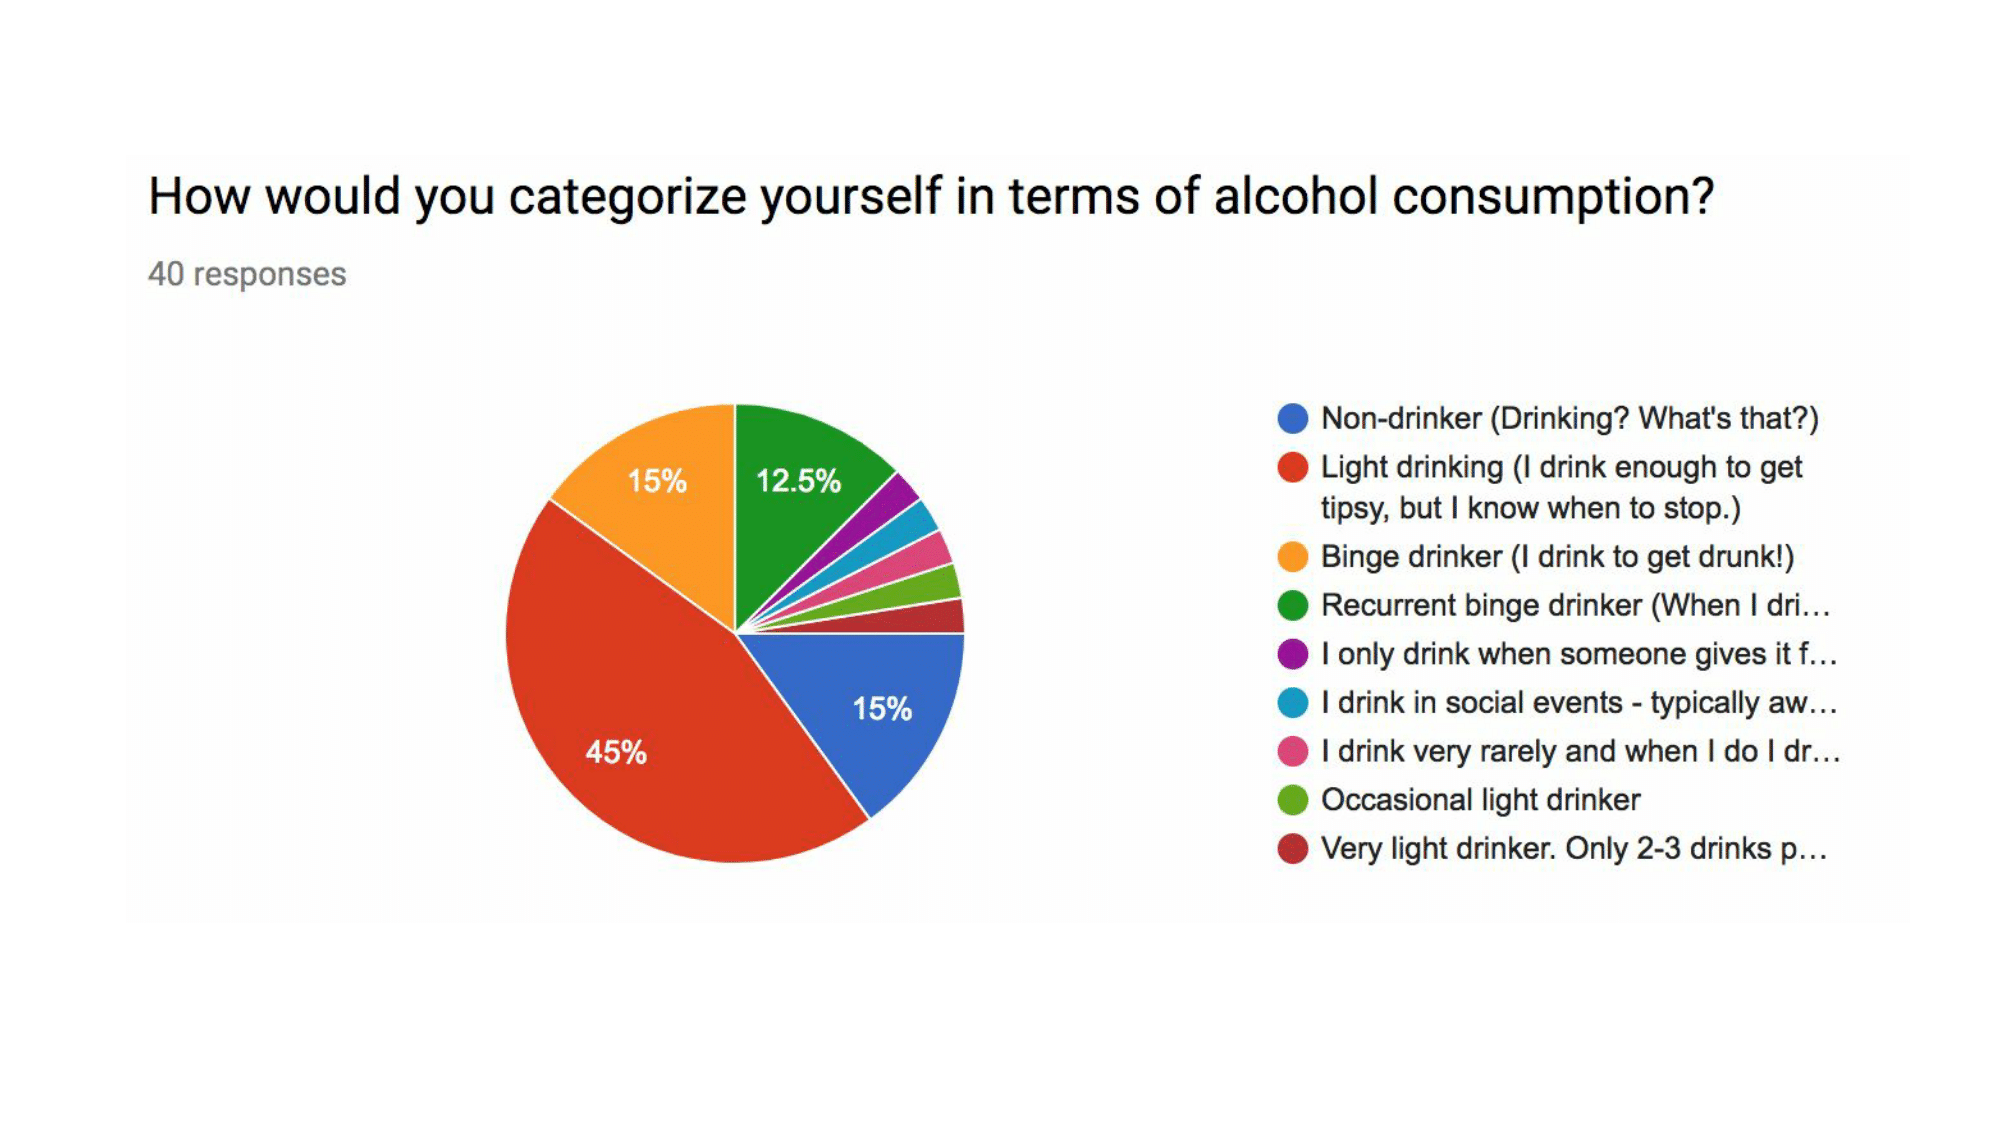 How would you categorize yourself in terms of alcohol consumption?
40 responses
15%
12.5%
45%
15%
Non-drinker (Drinking? What's that?)
Light drinking (I drink enough to get
tipsy, but I know when to stop.)
Binge drinker (I drink to get drunk!)
Recurrent binge drinker (When I dri...
I only drink when someone gives it f...
I drink in social events - typically aw...
I drink very rarely and when I do I dr...
Occasional light drinker
Very light drinker. Only 2-3 drinks p...